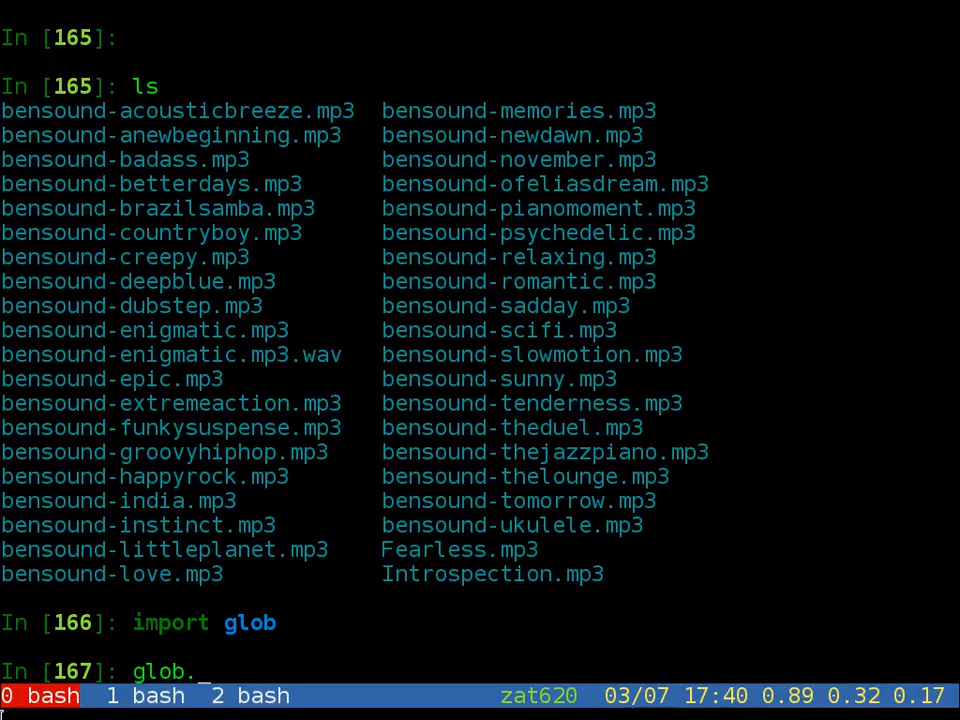 In [165]:
In [165]: ls
bensound-acousticbreeze.mp3  bensound-memories.mp3
bensound-anewbeginning.mp3   bensound-newdawn.mp3
bensound-badass.mp3          bensound-november.mp3
bensound-betterdays.mp3      bensound-ofeliasdream.mp3
bensound-brazilsamba.mp3     bensound-pianomoment.mp3
bensound-countryboy.mp3      bensound-psychedelic.mp3
bensound-creepy.mp3          bensound-relaxing.mp3
bensound-deepblue.mp3        bensound-romantic.mp3
bensound-dubstep.mp3         bensound-sadday.mp3
bensound-enigmatic.mp3       bensound-scifi.mp3
bensound-enigmatic.mp3.wav   bensound-slowmotion.mp3
bensound-epic.mp3            bensound-sunny.mp3
bensound-extremeaction.mp3   bensound-tenderness.mp3
bensound-funkysuspense.mp3   bensound-theduel.mp3
bensound-groovyhiphop.mp3    bensound-thejazzpiano.mp3
bensound-happyrock.mp3       bensound-thelounge.mp3
bensound-india.mp3           bensound-tomorrow.mp3
bensound-instinct.mp3        bensound-ukulele.mp3
bensound-littleplanet.mp3    Fearless.mp3
bensound-love.mp3            Introspection.mp3
In [166]: import glob
In [167]: glob._
0 bash  1 bash  2 bash                zat620  03/07 17:40 0.89 0.32 0.17